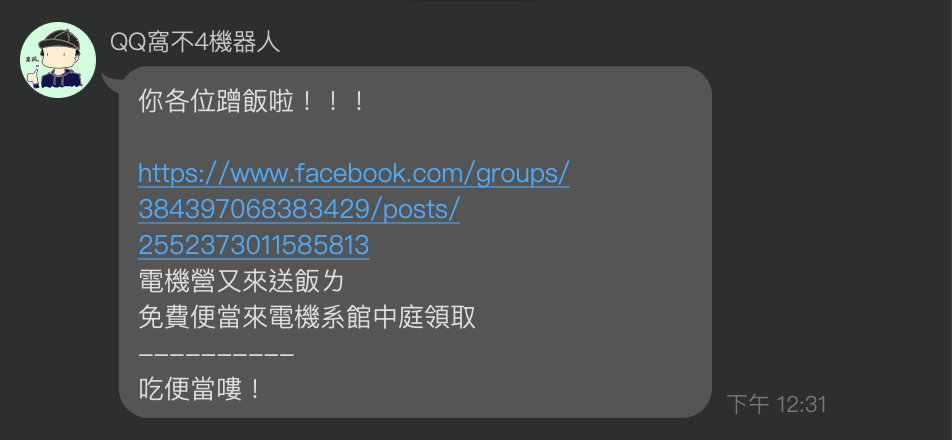 QQ窩不4機器人
你各位蹭飯啦！！！
https://www.facebook.com/groups/
384397068383429/posts/
2552373011585813
電機營又來送飯ㄌ
免費便當來電機系館中庭領取
----------
吃便當嘍！
下午 12:31